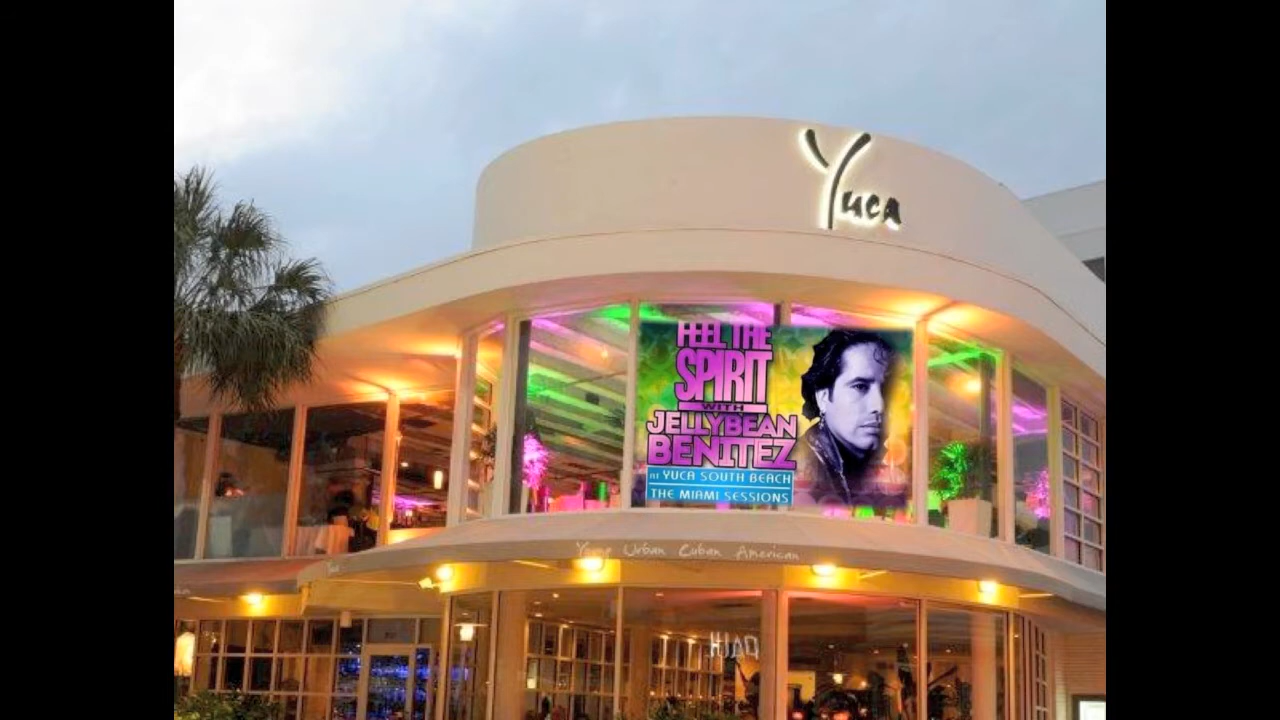 Yuca
FEEL THE
SPIRIT
WITH
JELLYBEAN
BENITEZ
AT YUCA SOUTH BEACH
THE MIAMI SESSIONS
Young Urban Cuban American